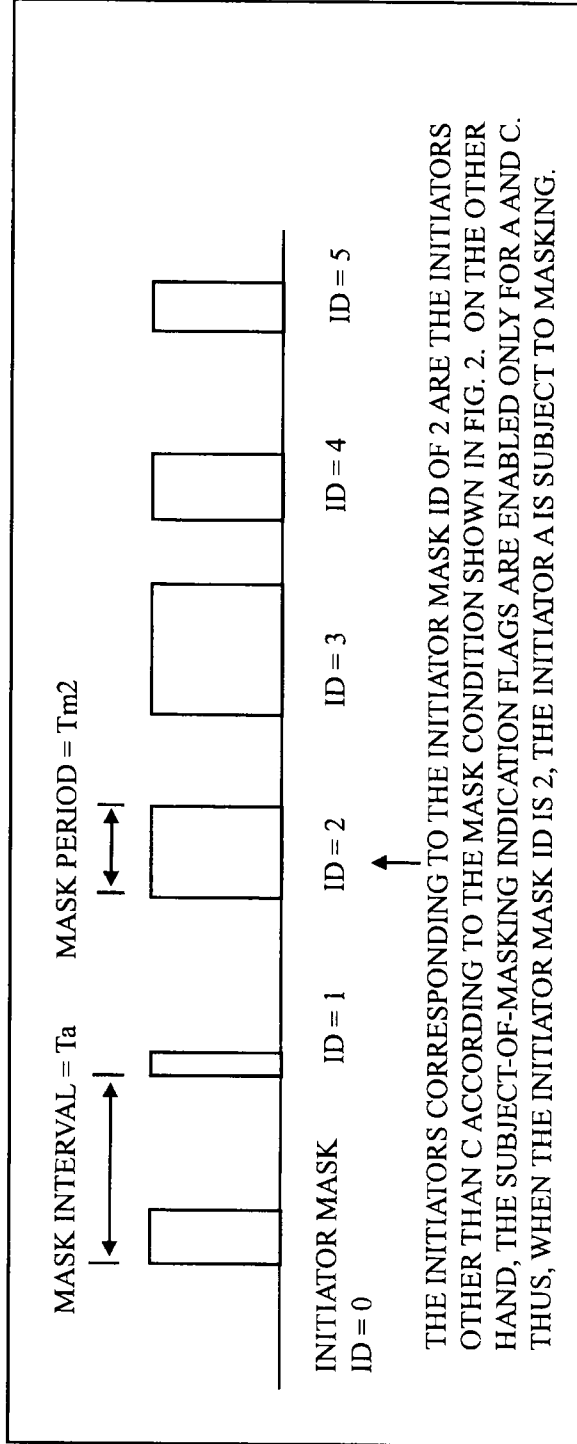 MASK INTERVAL = Ta
MASK PERIOD = Tm2
INITIATOR MASK
ID = 0
ID = 1
ID = 2
ID = 3
ID = 4
ID = 5
THE INITIATORS CORRESPONDING TO THE INITIATOR MASK ID OF 2 ARE THE INITIATORS
OTHER THAN C ACCORDING TO THE MASK CONDITION SHOWN IN FIG. 2. ON THE OTHER
HAND, THE SUBJECT-OF-MASKING INDICATION FLAGS ARE ENABLED ONLY FOR A AND C.
THUS, WHEN THE INITIATOR MASK ID IS 2, THE INITIATOR A IS SUBJECT TO MASKING.